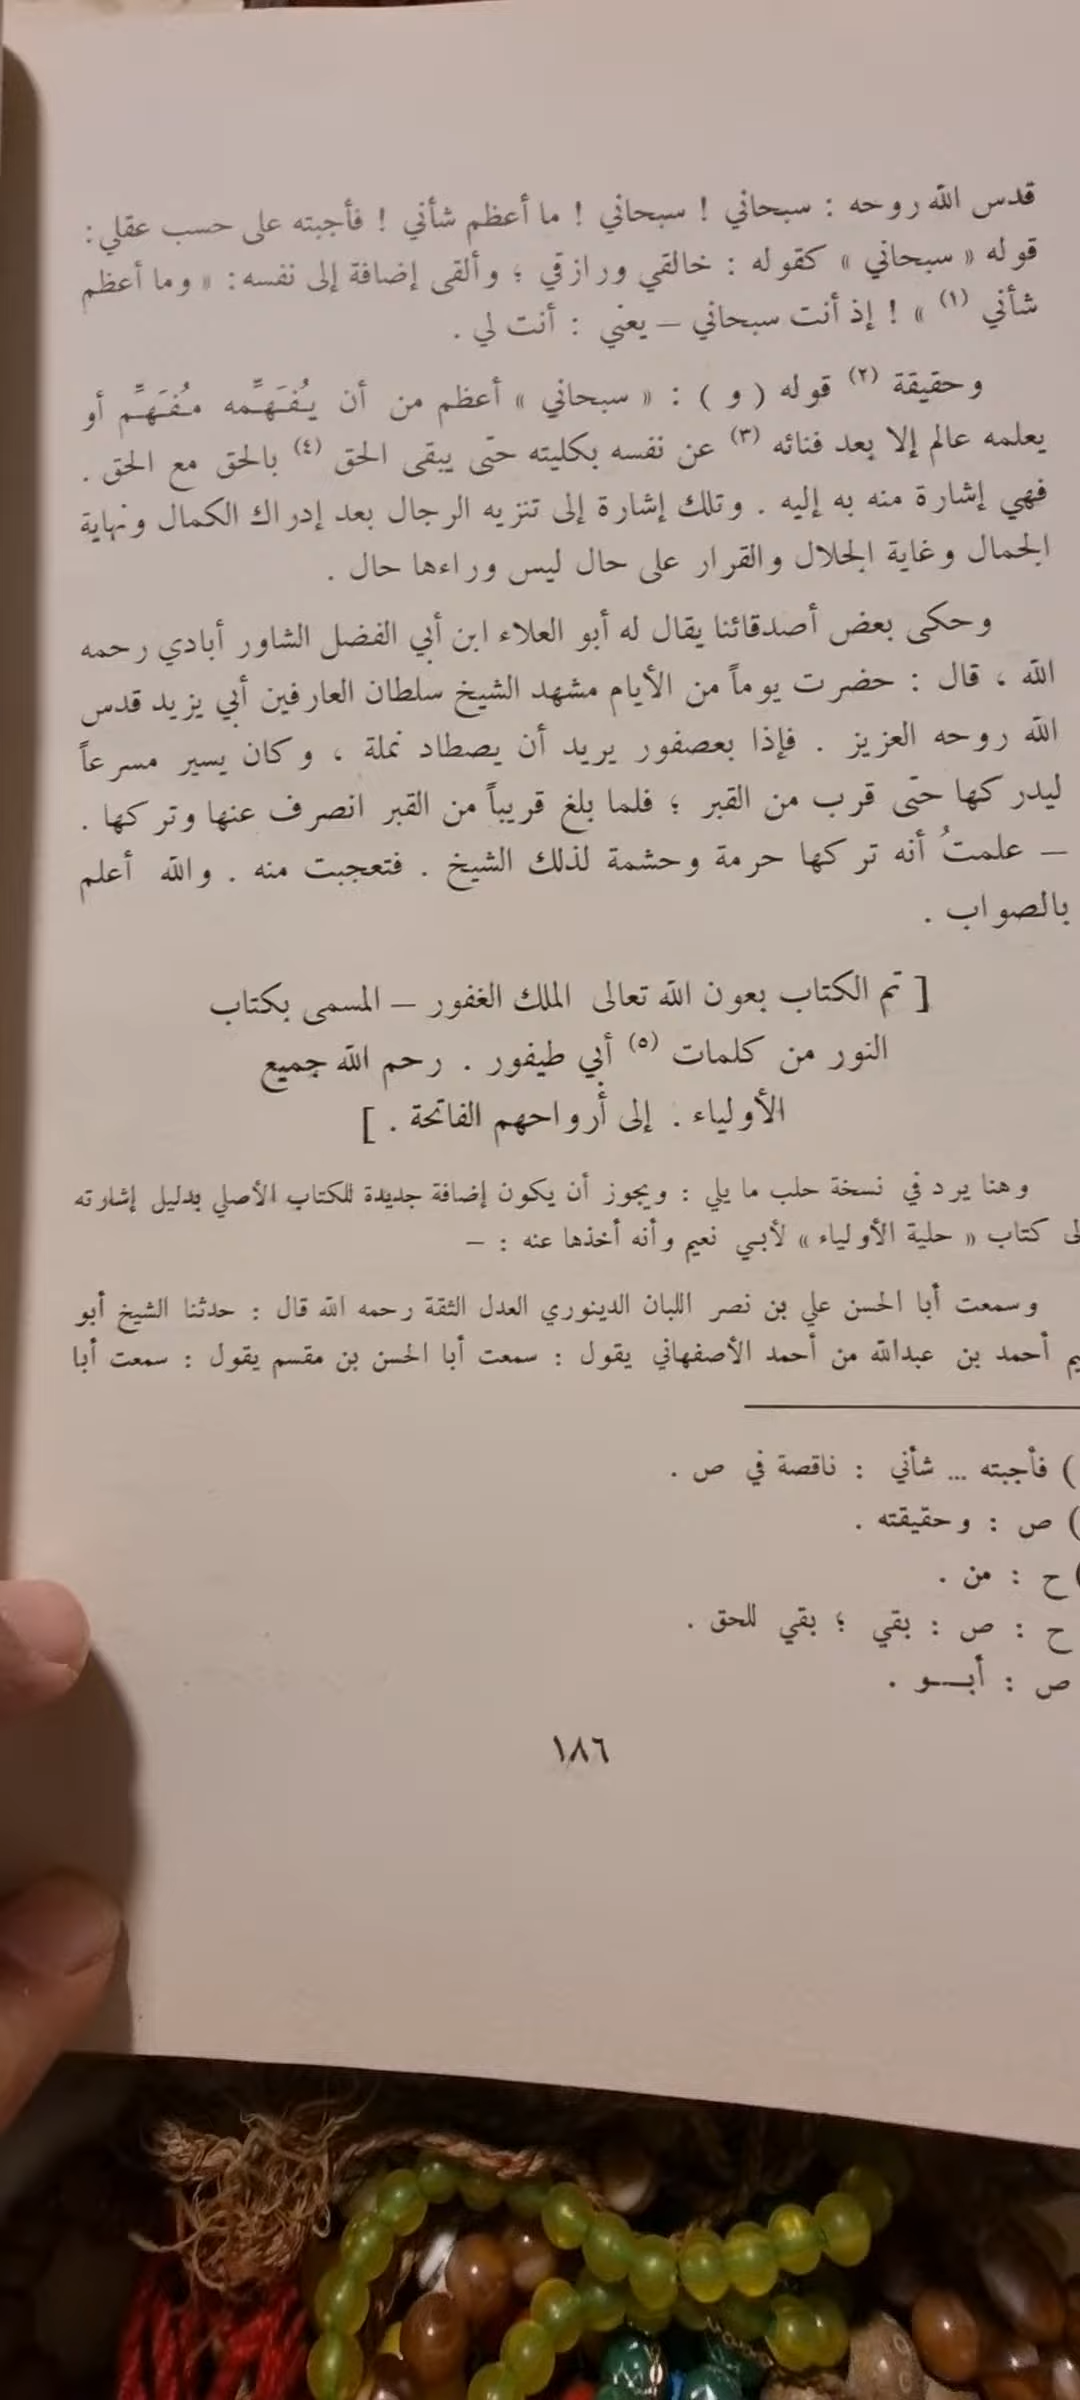 قدس الله روحه : سبحاني ! سبحاني ! ما أعظم شأني ! فأجبته على حسب عقلي :
قوله « سبحاني » كقوله : خالقي ورازقي ؛ وألقى إضافة إلى نفسه : « وما أعظم
شأني (١) » ! إذ أنت سبحاني – يعني : أنت لي .
وحقيقة (٢) قوله ( و ) : « سبحاني » أعظم من أن يُفَهِّمه مُفَهِّم أو
يعلمه عالم إلا بعد فنائه (٣) عن نفسه بكليته حتى يبقى الحق (٤) بالحق مع الحق .
فهي إشارة منه به إليه . وتلك إشارة إلى تنزيه الرجال بعد إدراك الكمال ونهاية
الجمال وغاية الجلال والقرار على حال ليس وراءها حال .
وحكى بعض أصدقائنا يقال له أبو العلاء ابن أبي الفضل الشاور أبادي رحمه
الله ، قال : حضرت يوماً من الأيام مشهد الشيخ سلطان العارفين أبي يزيد قدس
الله روحه العزيز . فإذا بعصفور يريد أن يصطاد نملة ، وكان يسير مسرعاً
ليدركها حتى قرب من القبر ؛ فلما بلغ قريباً من القبر انصرف عنها وتركها .
– علمتُ أنه تركها حرمة وحشمة لذلك الشيخ . فتعجبت منه . والله أعلم
بالصواب .
[ تم الكتاب بعون الله تعالى الملك الغفور – المسمى بكتاب
النور من كلمات (٥) أبي طيفور . رحم الله جميع
الأولياء . إلى أرواحهم الفاتحة . ]
وهنا يرد في نسخة حلب ما يلي : ويجوز أن يكون إضافة جديدة للكتاب الأصلي بدليل إشارته
لى كتاب « حلية الأولياء » لأبي نعيم وأنه أخذها عنه : –
وسمعت أبا الحسن علي بن نصر اللبان الدينوري العدل الثقة رحمه الله قال : حدثنا الشيخ أبو
يم أحمد بن عبدالله من أحمد الأصفهاني يقول : سمعت أبا الحسن بن مقسم يقول : سمعت أبا
) فأجبته ... شأني : ناقصة في ص .
) ص : وحقيقته .
) ح : من .
ح : ص : بقي ؛ بقي للحق .
ص : أبــو .
١٨٦